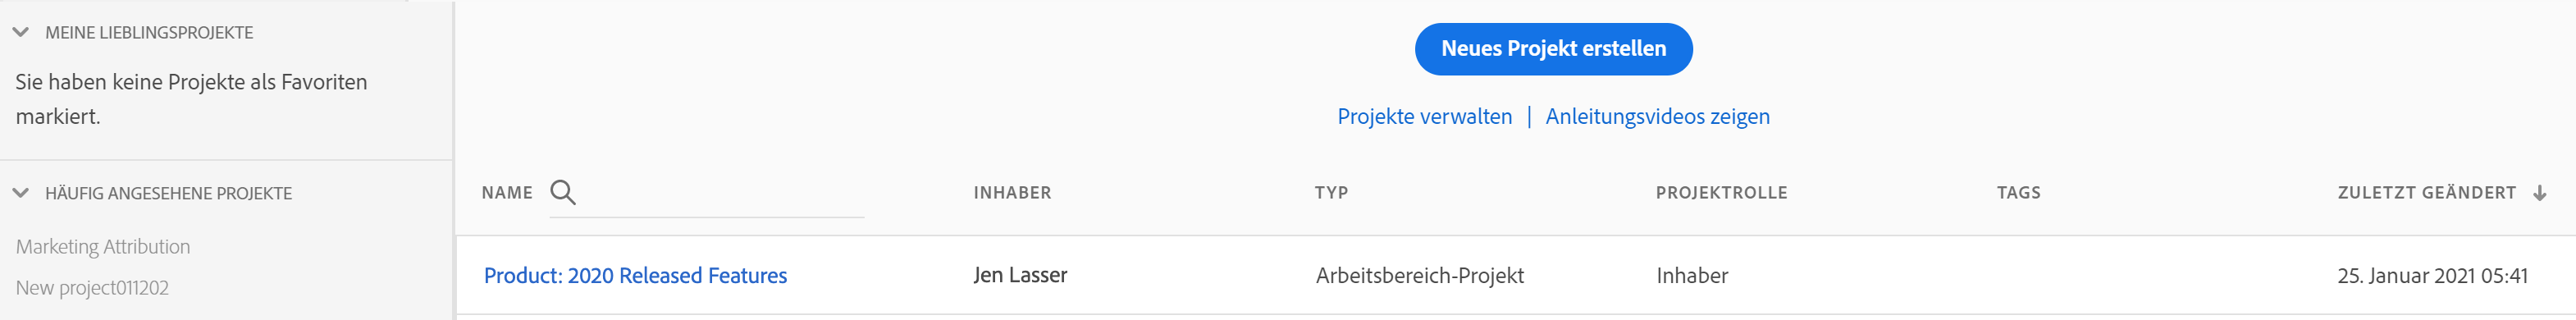 MEINE LIEBLINGSPROJEKTE
Sie haben keine Projekte als Favoriten
markiert.
HÄUFIG ANGESEHENE PROJEKTE
Marketing Attribution
New project011202
Neues Projekt erstellen
Projekte verwalten | Anleitungsvideos zeigen
NAME INHABER TYP PROJEKTROLLE TAGS ZULETZT GEÄNDERT
Product: 2020 Released Features Jen Lasser Arbeitsbereich-Projekt Inhaber 25. Januar 2021 05:41